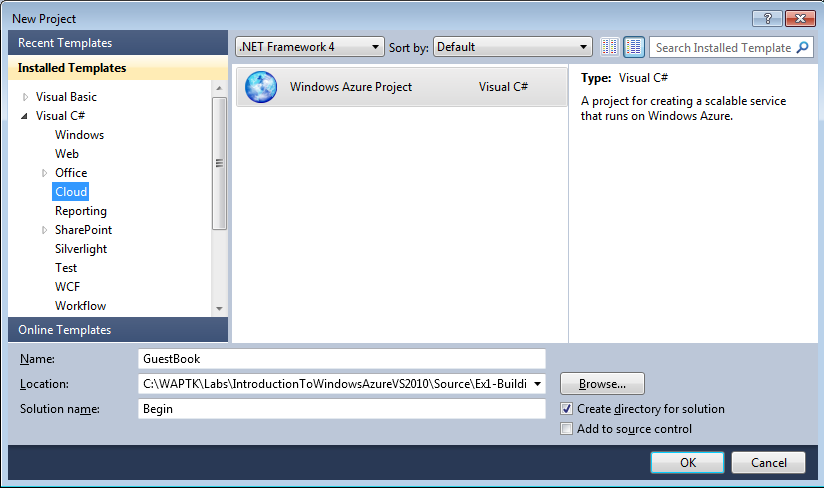 New Project
Recent Templates
Installed Templates
Visual Basic
Visual C#
Windows
Web
Office
Cloud
Reporting
SharePoint
Silverlight
Test
WCF
Workflow
Online Templates
.NET Framework 4
Sort by: Default
Search Installed Template
Windows Azure Project Visual C#
Type: Visual C#
A project for creating a scalable service
that runs on Windows Azure.
Name: GuestBook
Location: C:\WAPTK\Labs\IntroductionToWindowsAzureVS2010\Source\Ex1-Buildi
Browse...
Solution name: Begin
Create directory for solution
Add to source control
OK
Cancel